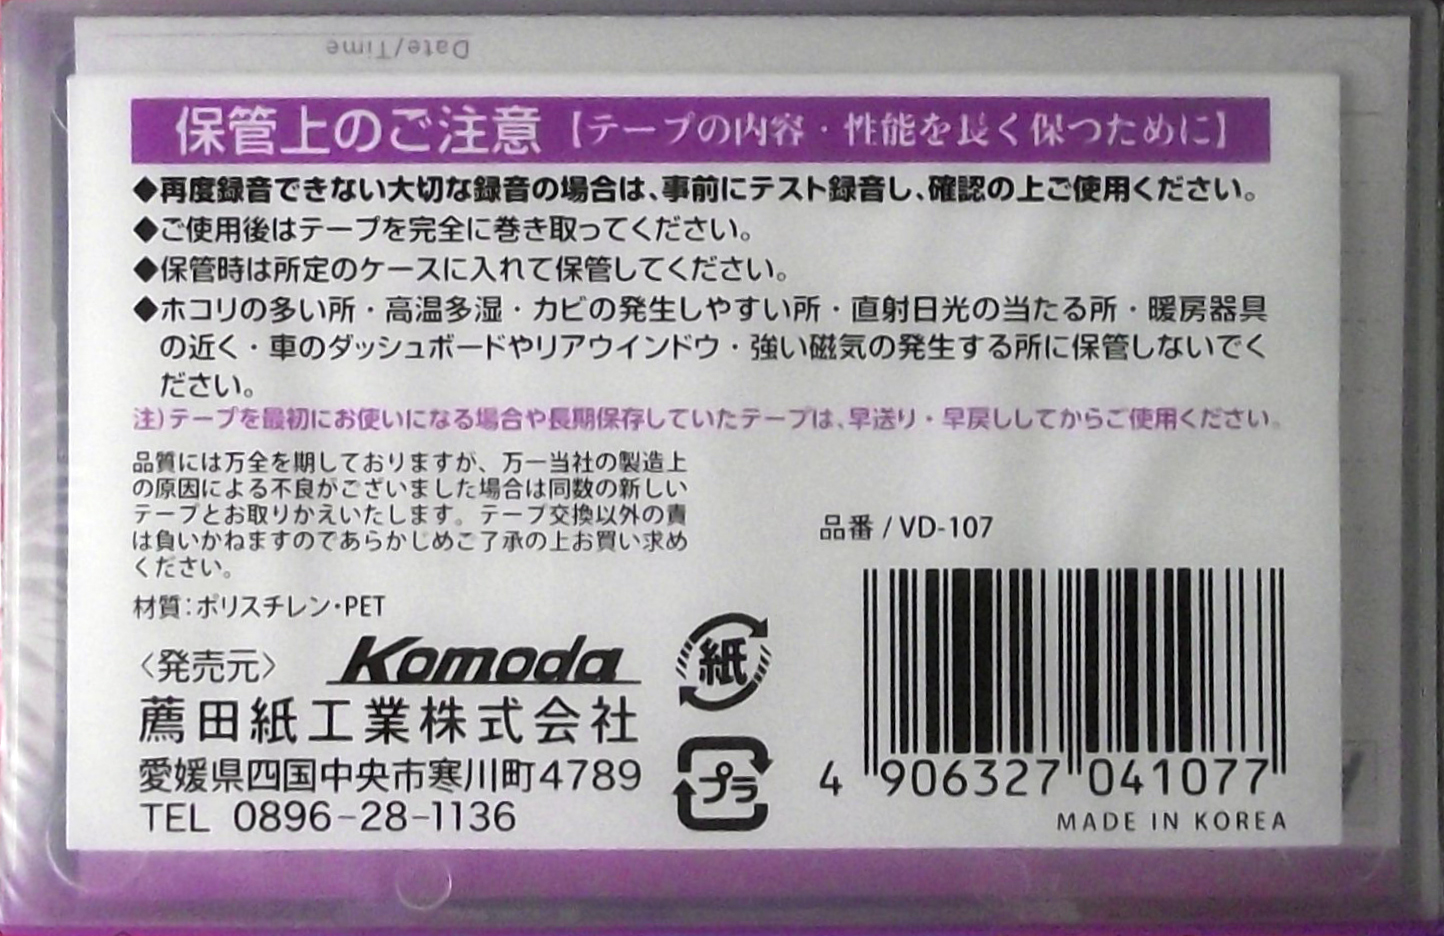 Date/Time
保管上のご注意【テープの内容・性能を長く保つために】
◆再度録音できない大切な録音の場合は、事前にテスト録音し、確認の上ご使用ください。
◆ご使用後はテープを完全に巻き取ってください。
◆保管時は所定のケースに入れて保管してください。
◆ホコリの多い所・高温多湿・カビの発生しやすい所・直射日光の当たる所・暖房器具
の近く・車のダッシュボードやリアウインドウ・強い磁気の発生する所に保管しないでく
ださい。
注)テープを最初にお使いになる場合や長期保存していたテープは、早送り・早戻ししてからご使用ください。
品質には万全を期しておりますが、万一当社の製造上
の原因による不良がございました場合は同数の新しい
テープとお取りかえいたします。テープ交換以外の責
は負いかねますのであらかじめご了承の上お買い求め
ください。
材質:ポリスチレン・PET
〈発売元〉 Komoda
薦田紙工業株式会社
愛媛県四国中央市寒川町4789
TEL 0896-28-1136
紙
プラ
品番 / VD-107
4 906327 041077
MADE IN KOREA